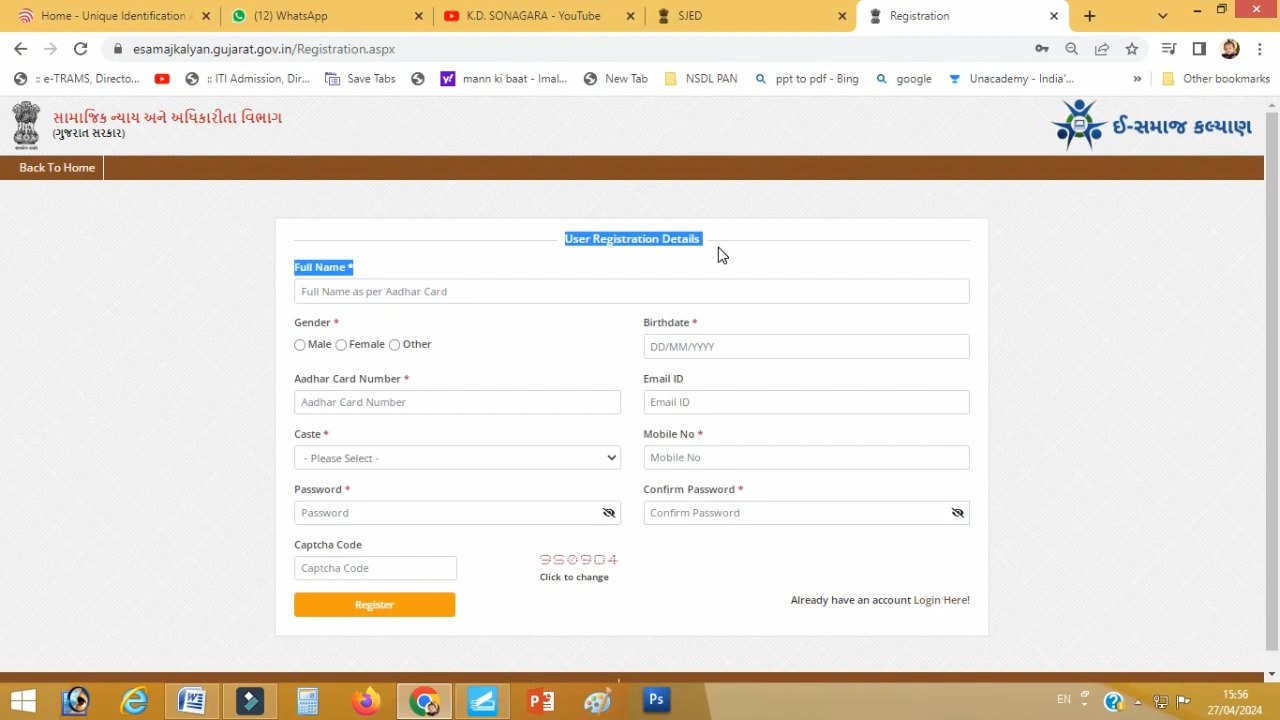 Home - Unique Identification
(12) WhatsApp
K.D. SONAGARA - YouTube
SJED
Registration
esamajkalyan.gujarat.gov.in/Registration.aspx
:: e-TRAMS, Directo...
:: ITI Admission, Dir...
Save Tabs
mann ki baat - Imal...
New Tab
NSDL PAN
ppt to pdf - Bing
google
Unacademy - India'...
»
Other bookmarks
સામાજિક ન્યાય અને અધિકારીતા વિભાગ
(ગુજરાત સરકાર)
ઈ-સમાજ કલ્યાણ
Back To Home
User Registration Details
Full Name *
Full Name as per Aadhar Card
Gender *
Birthdate *
Male Female Other
DD/MM/YYYY
Aadhar Card Number *
Email ID
Aadhar Card Number
Email ID
Caste *
Mobile No *
- Please Select -
Mobile No
Password *
Confirm Password *
Password
Confirm Password
Captcha Code
950904
Captcha Code
Click to change
Register
Already have an account Login Here!
EN
15:56
27/04/2024